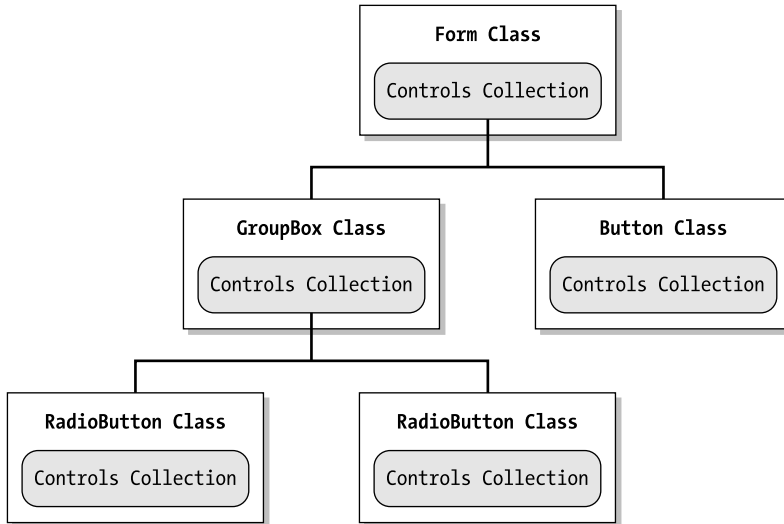 Form Class
Controls Collection
GroupBox Class
Controls Collection
Button Class
Controls Collection
RadioButton Class
Controls Collection
RadioButton Class
Controls Collection